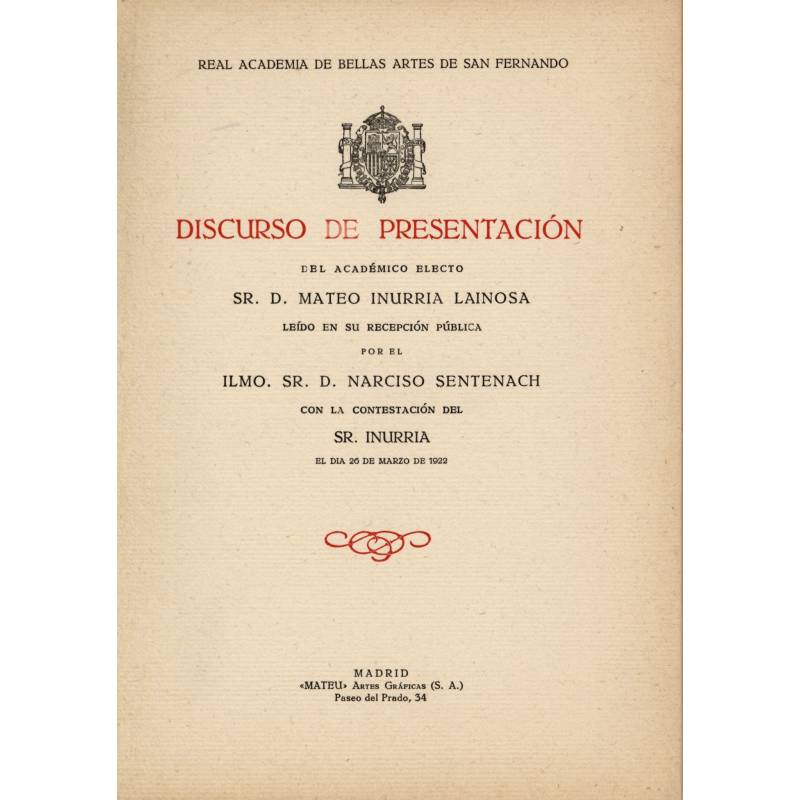 REAL ACADEMIA DE BELLAS ARTES DE SAN FERNANDO
DISCURSO DE PRESENTACIÓN
DEL ACADÉMICO ELECTO
SR. D. MATEO INURRIA LAINOSA
LEÍDO EN SU RECEPCIÓN PÚBLICA
POR EL
ILMO. SR. D. NARCISO SENTENACH
CON LA CONTESTACIÓN DEL
SR. INURRIA
EL DIA 26 DE MARZO DE 1922
MADRID
«MATEU» ARTES GRÁFICAS (S. A.)
Paseo del Prado, 34